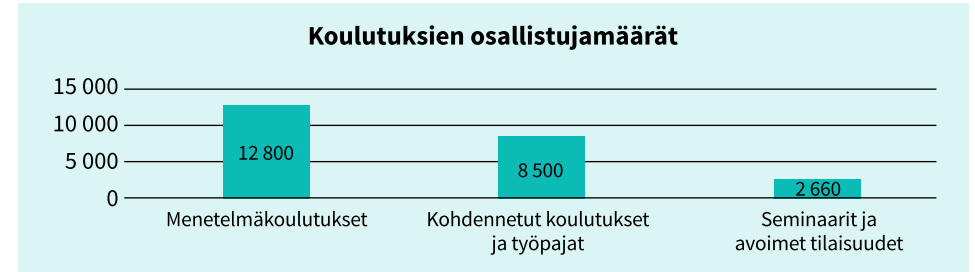 Koulutuksien osallistujamäärät
15 000
10 000
5 000
0
12 800
8 500
2 660
Menetelmäkoulutukset
Kohdennetut koulutukset
ja työpajat
Seminaarit ja
avoimet tilaisuudet